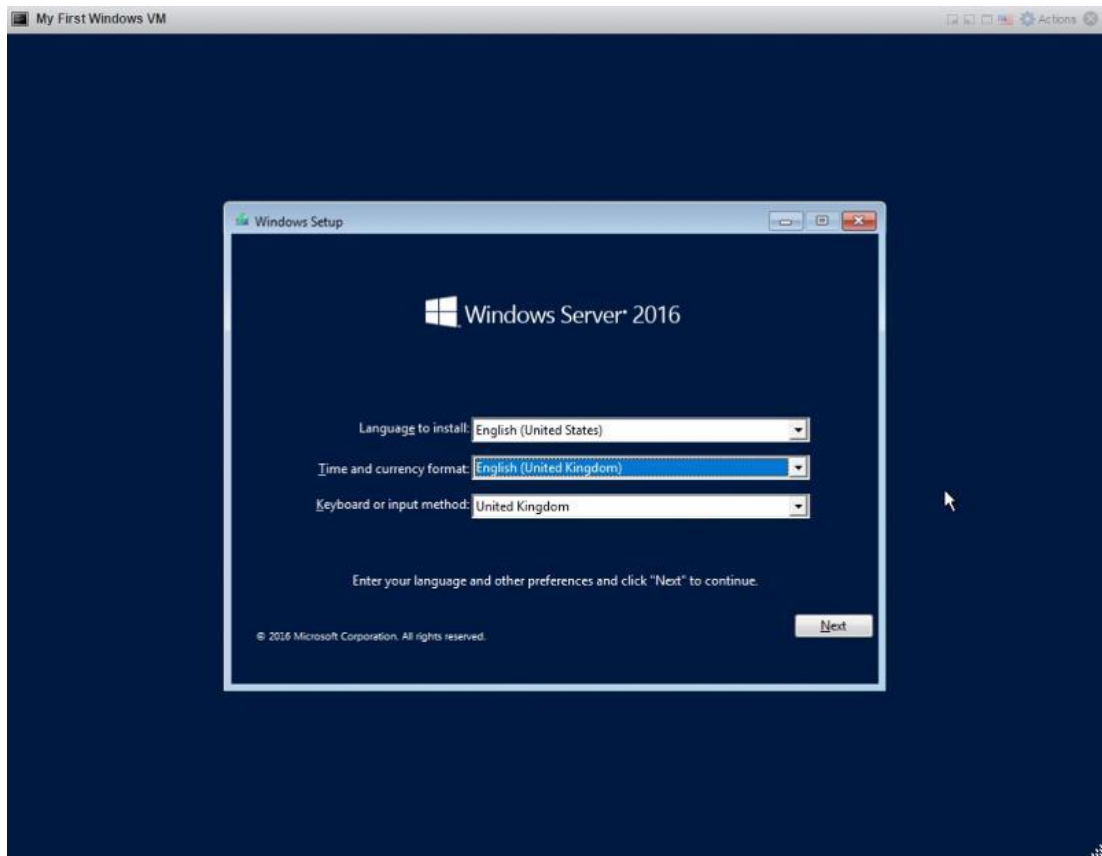 My First Windows VM
Actions
Windows Setup
Windows Server® 2016
Language to install: English (United States)
Time and currency format: English (United Kingdom)
Keyboard or input method: United Kingdom
Enter your language and other preferences and click "Next" to continue.
Next
© 2016 Microsoft Corporation. All rights reserved.